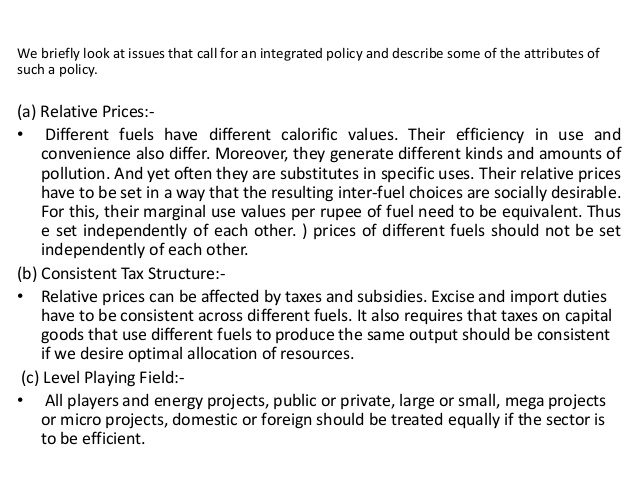 We briefly look at issues that call for an integrated policy and describe some of the attributes of
such a policy.
(a) Relative Prices:-
• Different fuels have different calorific values. Their efficiency in use and
convenience also differ. Moreover, they generate different kinds and amounts of
pollution. And yet often they are substitutes in specific uses. Their relative prices
have to be set in a way that the resulting inter-fuel choices are socially desirable.
For this, their marginal use values per rupee of fuel need to be equivalent. Thus
e set independently of each other. ) prices of different fuels should not be set
independently of each other.
(b) Consistent Tax Structure:-
• Relative prices can be affected by taxes and subsidies. Excise and import duties
have to be consistent across different fuels. It also requires that taxes on capital
goods that use different fuels to produce the same output should be consistent
if we desire optimal allocation of resources.
(c) Level Playing Field:-
• All players and energy projects, public or private, large or small, mega projects
or micro projects, domestic or foreign should be treated equally if the sector is
to be efficient.